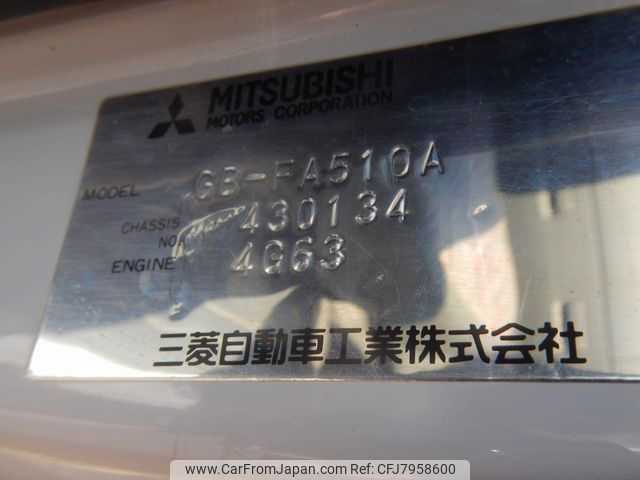 MITSUBISHI
MOTORS CORPORATION
MODEL GB-FA510A
CHASSIS NO. 430134
ENGINE 4G63
三菱自動車工業株式会社
www.CarFromJapan.com CFJ7958600